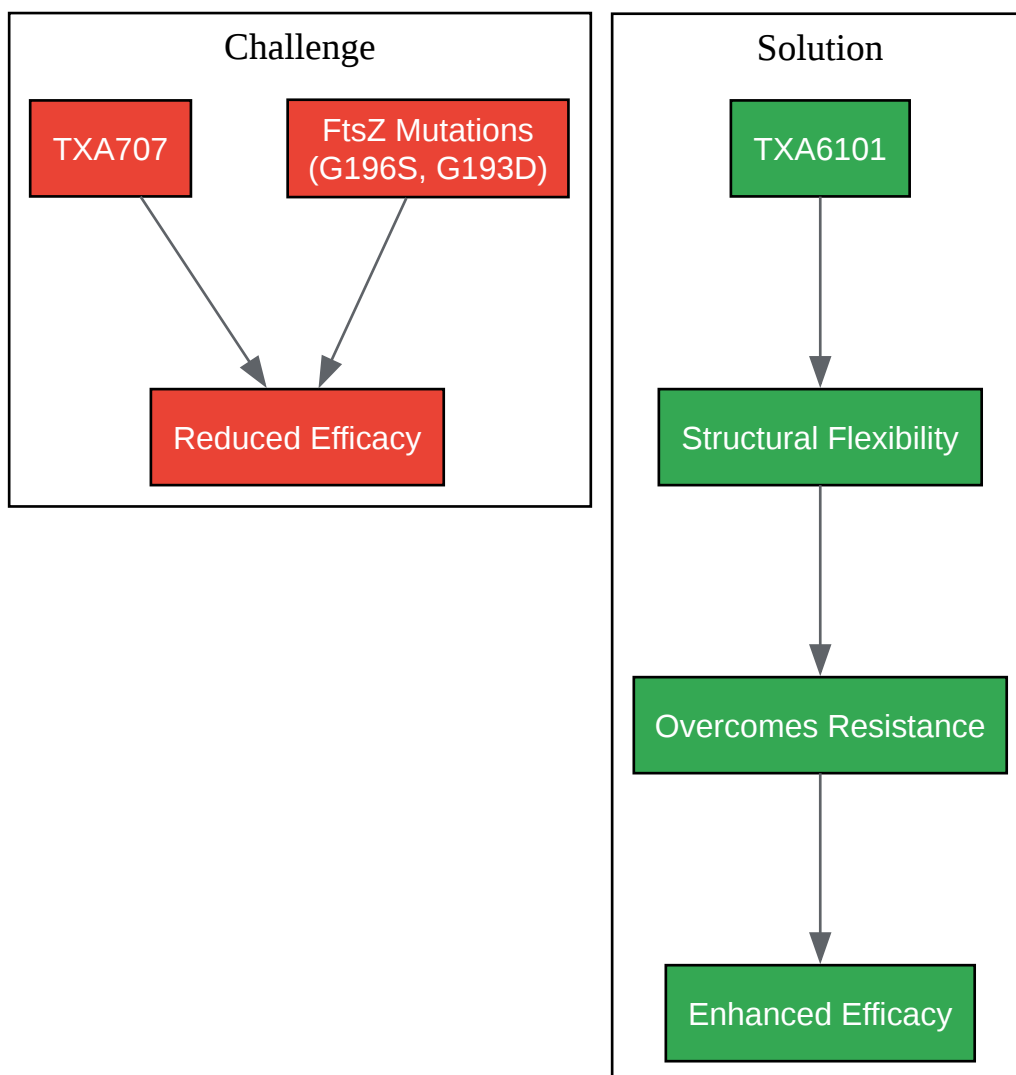 Challenge
TXA707
FtsZ Mutations
(G196S, G193D)
Reduced Efficacy
Solution
TXA6101
Structural Flexibility
Overcomes Resistance
Enhanced Efficacy